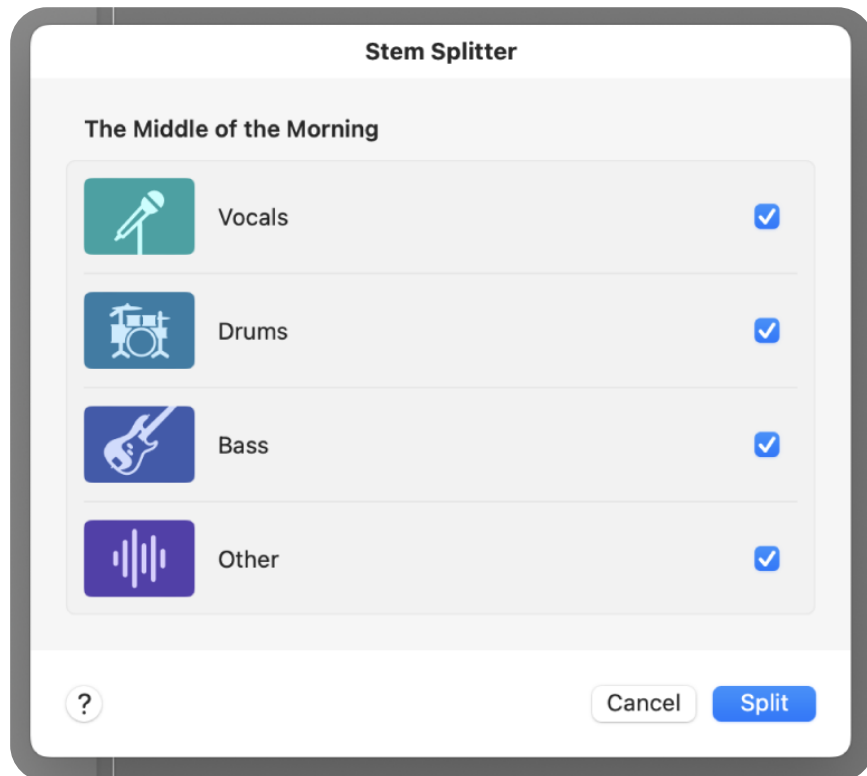 Stem Splitter
The Middle of the Morning
Vocals
Drums
Bass
Other
? Cancel Split